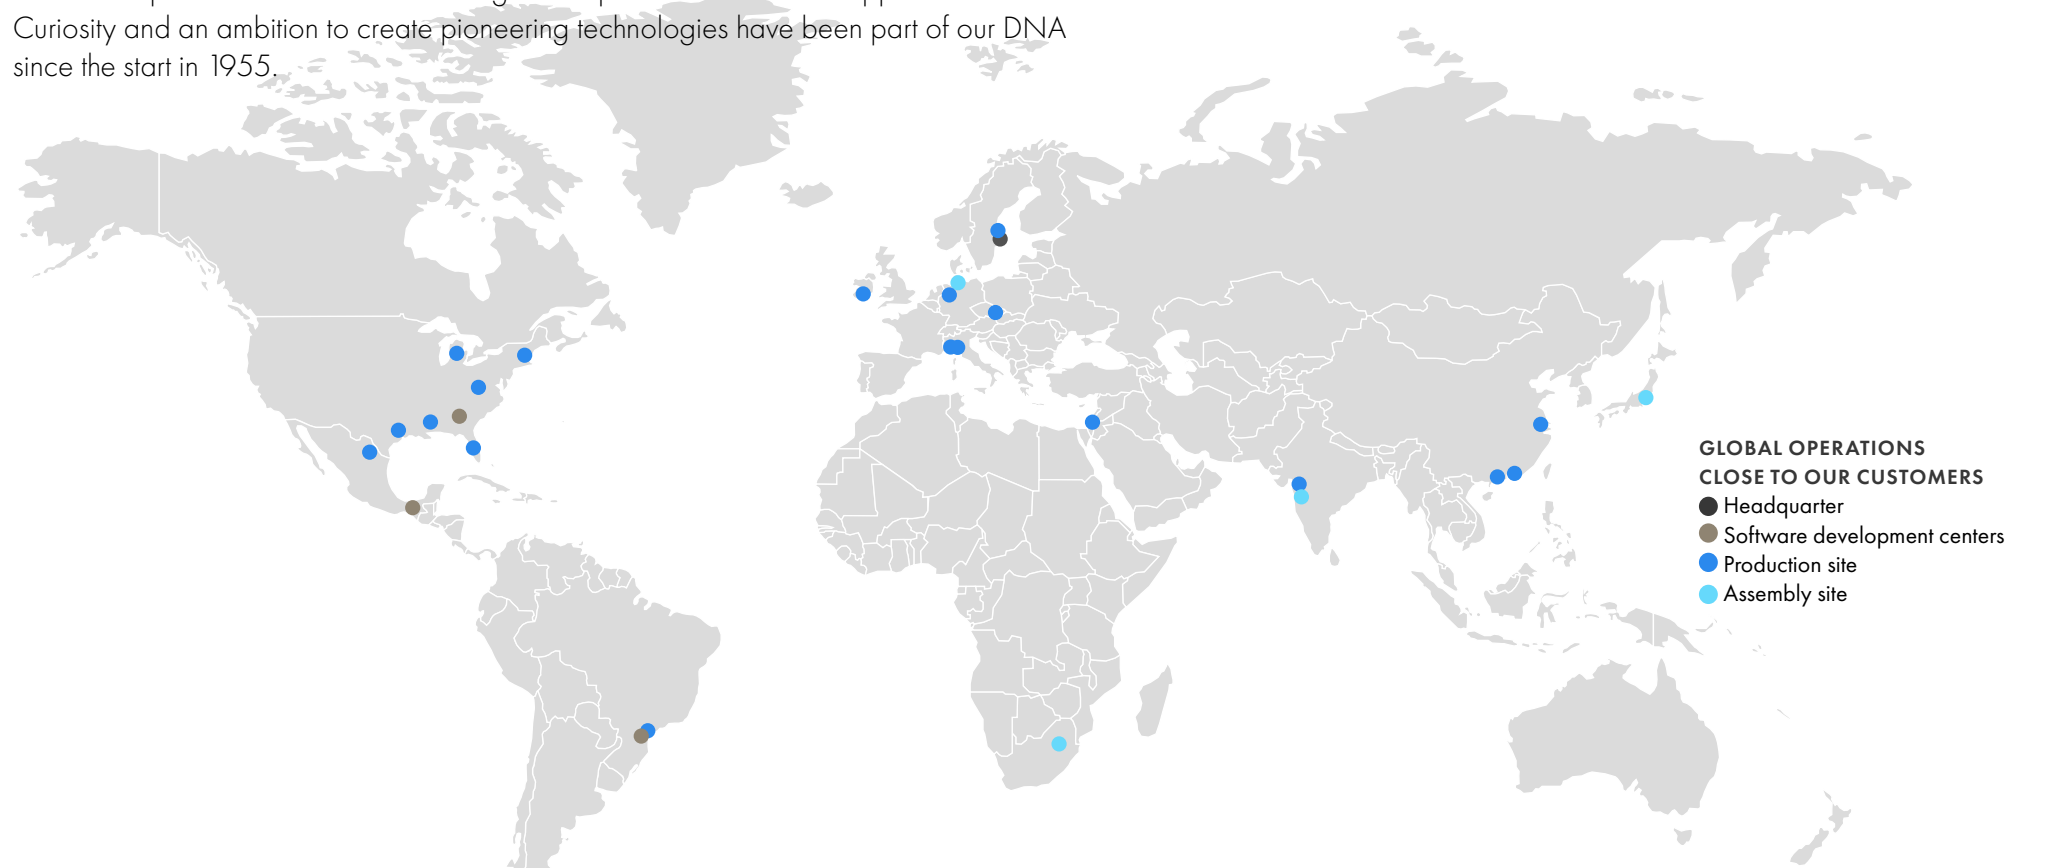 Curiosity and an ambition to create pioneering technologies have been part of our DNA
since the start in 1955.
GLOBAL OPERATIONS
CLOSE TO OUR CUSTOMERS
Headquarter
Software development centers
Production site
Assembly site